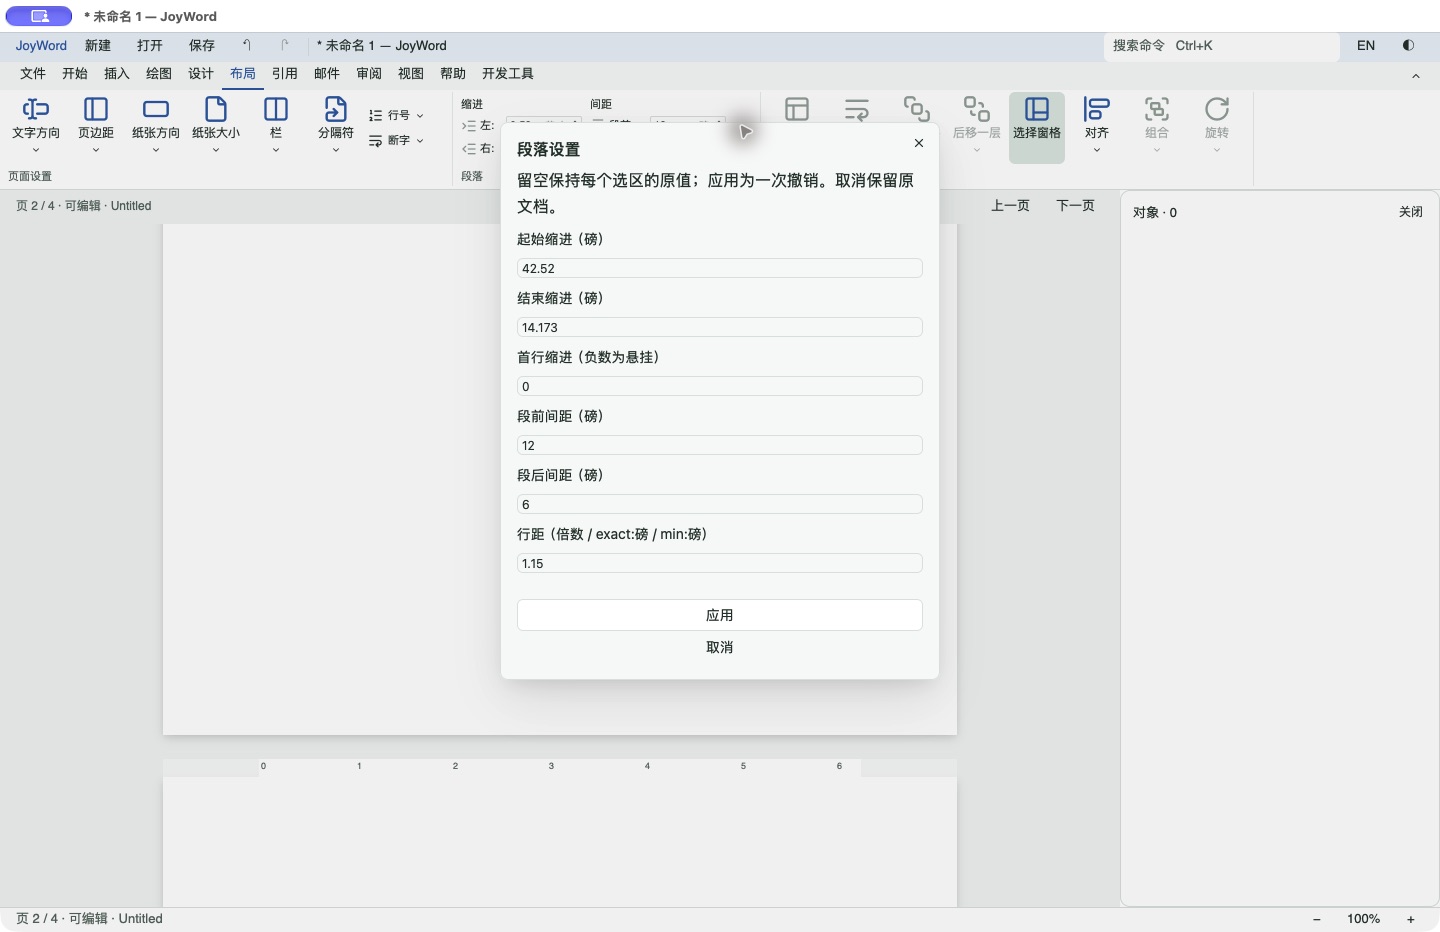 * 未命名 1 — JoyWord
JoyWord 新建 打开 保存 * 未命名 1 — JoyWord 搜索命令 Ctrl+K EN
文件 开始 插入 绘图 设计 布局 引用 邮件 审阅 视图 帮助 开发工具
文字方向 页边距 纸张方向 纸张大小 栏 分隔符 行号 断字
页面设置
缩进 间距
左:
右:
段落
后移一层 选择窗格 对齐 组合 旋转
页 2 / 4 · 可编辑 · Untitled 上一页 下一页
对象 · 0 关闭
段落设置 ×
留空保持每个选区的原值；应用为一次撤销。取消保留原
文档。
起始缩进（磅）
42.52
结束缩进（磅）
14.173
首行缩进（负数为悬挂）
0
段前间距（磅）
12
段后间距（磅）
6
行距（倍数 / exact:磅 / min:磅）
1.15
应用
取消
0 1 2 3 4 5 6
页 2 / 4 · 可编辑 · Untitled − 100% +